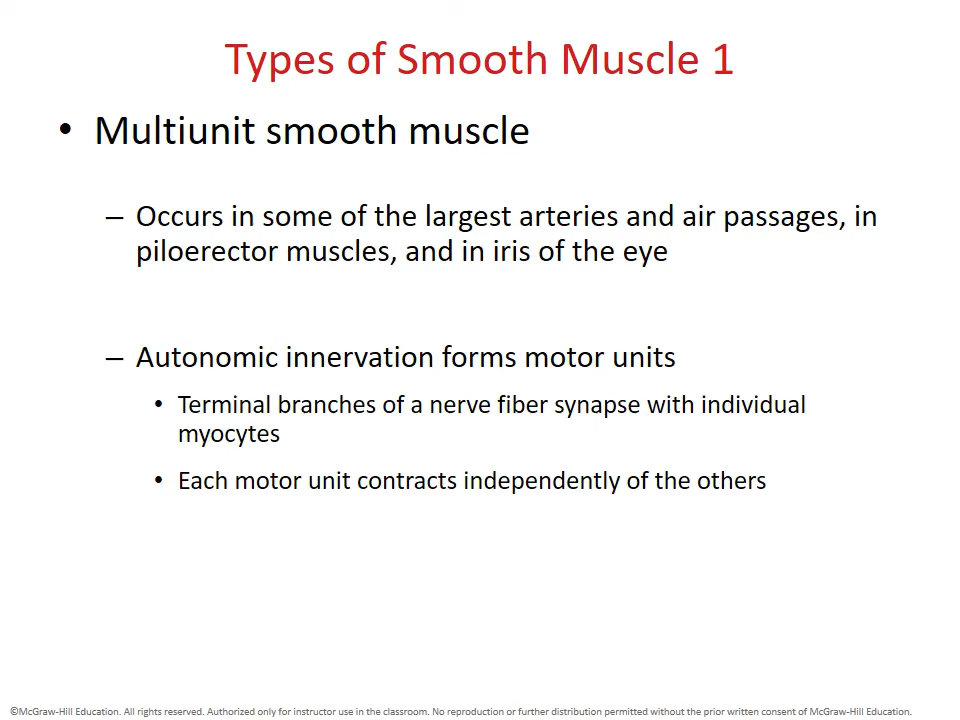 Types of Smooth Muscle 1
• Multiunit smooth muscle
– Occurs in some of the largest arteries and air passages, in
piloerector muscles, and in iris of the eye
– Autonomic innervation forms motor units
• Terminal branches of a nerve fiber synapse with individual
myocytes
• Each motor unit contracts independently of the others
©McGraw-Hill Education. All rights reserved. Authorized only for instructor use in the classroom. No reproduction or further distribution permitted without the prior written consent of McGraw-Hill Education.